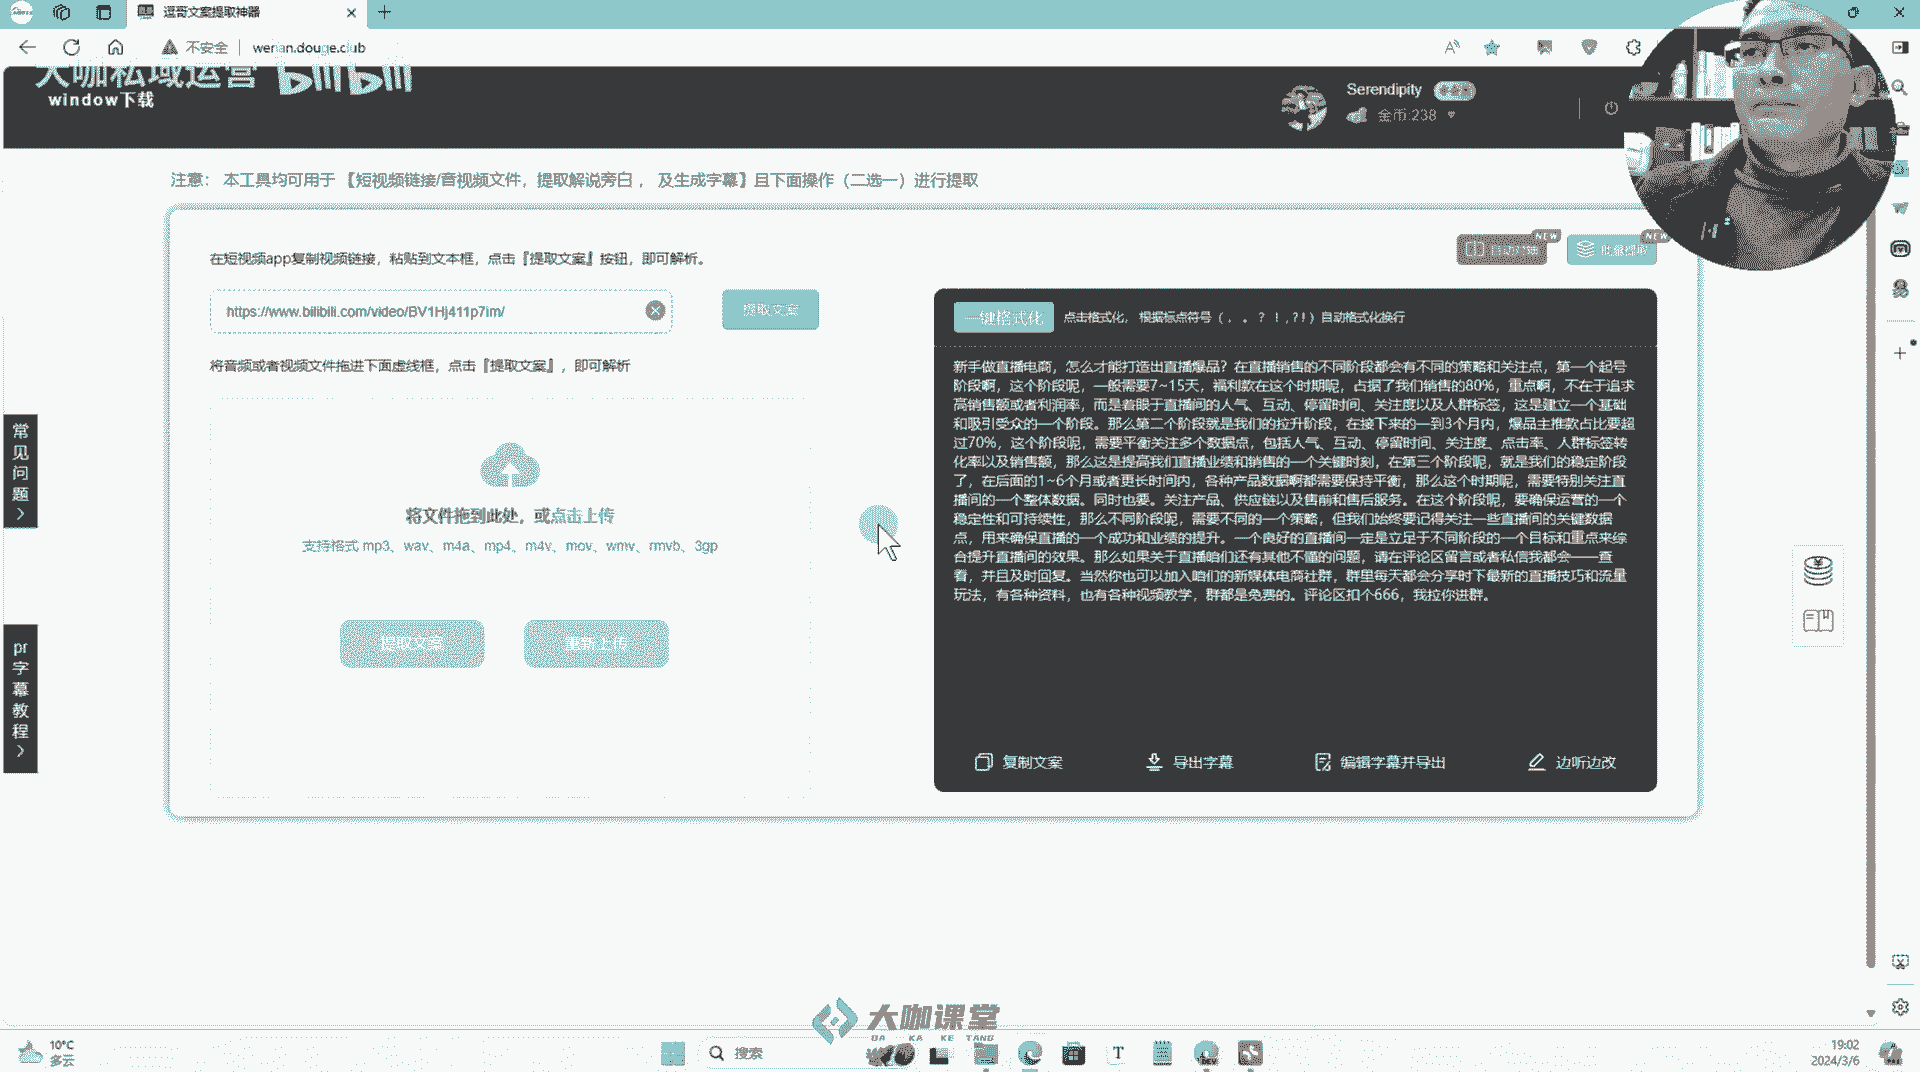 逗哥文案提取神器
不安全
wenan.douge.club
大咖私域运营 bilibili
window下载
Serendipity
金币:238
注意： 本工具均可用于 【短视频链接/音视频文件，提取解说旁白， 及生成字幕】且下面操作（二选一）进行提取
在短视频app复制视频链接，粘贴到文本框，点击『提取文案』按钮，即可解析。
NEW
NEW
批量提取
https://www.bilibili.com/video/BV1Hj411p7im/
提取文案
一键格式化
点击格式化， 根据标点符号（ 。 。 ? ！,?!）自动格式化换行
将音频或者视频文件拖进下面虚线框，点击『提取文案』，即可解析
新手做直播电商，怎么才能打造出直播爆品？在直播销售的不同阶段都会有不同的策略和关注点，第一个起号
阶段啊，这个阶段呢，一般需要7~15天，福利款在这个时期呢，占据了我们销售的80%，重点啊，不在于追求
高销售额或者利润率，而是着眼于直播间的人气、互动、停留时间、关注度以及人群标签，这是建立一个基础
和吸引受众的一个阶段。那么第二个阶段就是我们的拉升阶段，在接下来的一到3个月内，爆品主推款占比要超
过70%，这个阶段呢，需要平衡关注多个数据点，包括人气、互动、停留时间、关注度、点击率、人群标签转
化率以及销售额，那么这是提高我们直播业绩和销售的一个关键时刻，在第三个阶段呢，就是我们的稳定阶段
了，在后面的1~6个月或者更长时间内，各种产品数据啊都需要保持平衡，那么这个时期呢，需要特别关注直
播间的一个整体数据。同时也要。关注产品、供应链以及售前和售后服务。在这个阶段呢，要确保运营的一个
稳定性和可持续性，那么不同阶段呢，需要不同的一个策略，但我们始终要记得关注一些直播间的关键数据
点，用来确保直播的一个成功和业绩的提升。一个良好的直播间一定是立足于不同阶段的一个目标和重点来综
合提升直播间的效果。那么如果关于直播咱们还有其他不懂的问题，请在评论区留言或者私信我都会一一查
看，并且及时回复。当然你也可以加入咱们的新媒体电商社群，群里每天都会分享时下最新的直播技巧和流量
玩法，有各种资料，也有各种视频教学，群都是免费的。评论区扣个666，我拉你进群。
将文件拖到此处，或点击上传
支持格式 mp3、wav、m4a、mp4、m4v、mov、wmv、rmvb、3gp
提取文案
重新上传
复制文案
导出字幕
编辑字幕并导出
边听边改
常见问题
pr字幕教程
大咖课堂
DA KA KE TANG
10°C
多云
搜索
T
DEV
19:02
2024/3/6